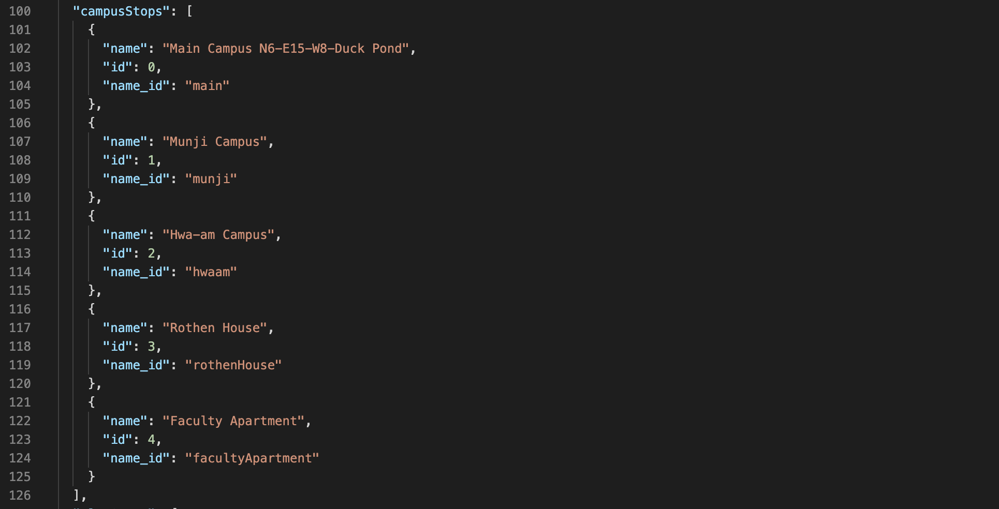 100 "campusStops": [
101 {
102 "name": "Main Campus N6-E15-W8-Duck Pond",
103 "id": 0,
104 "name_id": "main"
105 },
106 {
107 "name": "Munji Campus",
108 "id": 1,
109 "name_id": "munji"
110 },
111 {
112 "name": "Hwa-am Campus",
113 "id": 2,
114 "name_id": "hwaam"
115 },
116 {
117 "name": "Rothen House",
118 "id": 3,
119 "name_id": "rothenHouse"
120 },
121 {
122 "name": "Faculty Apartment",
123 "id": 4,
124 "name_id": "facultyApartment"
125 }
126 ],